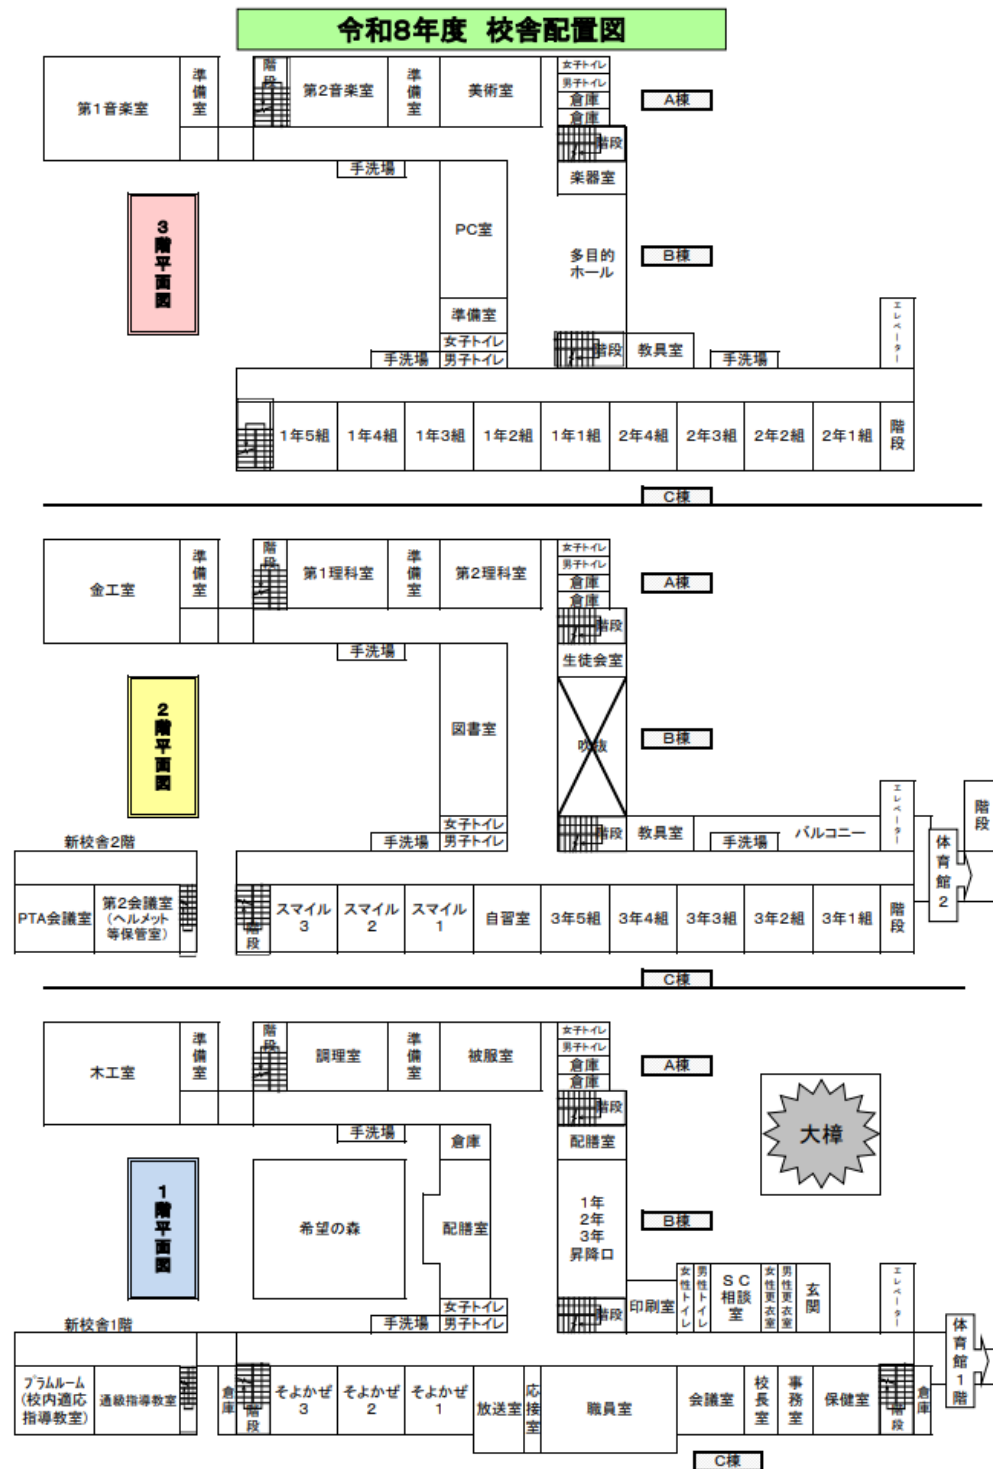 令和8年度 校舎配置図
第1音楽室
準備室
階段
第2音楽室
準備室
美術室
女子トイレ
男子トイレ
倉庫
倉庫
階段
楽器室
A棟
手洗場
3階平面図
PC室
多目的
ホール
B棟
準備室
女子トイレ
男子トイレ
手洗場
階段
教具室
手洗場
エレベーター
1年5組
1年4組
1年3組
1年2組
1年1組
2年4組
2年3組
2年2組
2年1組
階段
C棟
金工室
準備室
階段
第1理科室
準備室
第2理科室
女子トイレ
男子トイレ
倉庫
倉庫
階段
生徒会室
A棟
手洗場
2階平面図
図書室
吹抜
B棟
女子トイレ
男子トイレ
手洗場
階段
教具室
手洗場
バルコニー
エレベーター
階段
体育館2
新校舎2階
PTA会議室
第2会議室
(ヘルメット
等保管室)
階段
スマイル
3
スマイル
2
スマイル
1
自習室
3年5組
3年4組
3年3組
3年2組
3年1組
階段
C棟
木工室
準備室
階段
調理室
準備室
被服室
女子トイレ
男子トイレ
倉庫
倉庫
階段
配膳室
A棟
大樟
手洗場
倉庫
1階平面図
希望の森
配膳室
1年
2年
3年
昇降口
B棟
女子トイレ
男子トイレ
手洗場
階段
印刷室
女性トイレ
男性トイレ
SC
相談
室
女性更衣室
男性更衣室
玄関
エレベーター
体育館1階
新校舎1階
プラムルーム
(校内適応
指導教室)
通級指導教室
倉庫
階段
そよかぜ
3
そよかぜ
2
そよかぜ
1
放送室
応接室
職員室
会議室
校長室
事務室
保健室
階段
倉庫
C棟